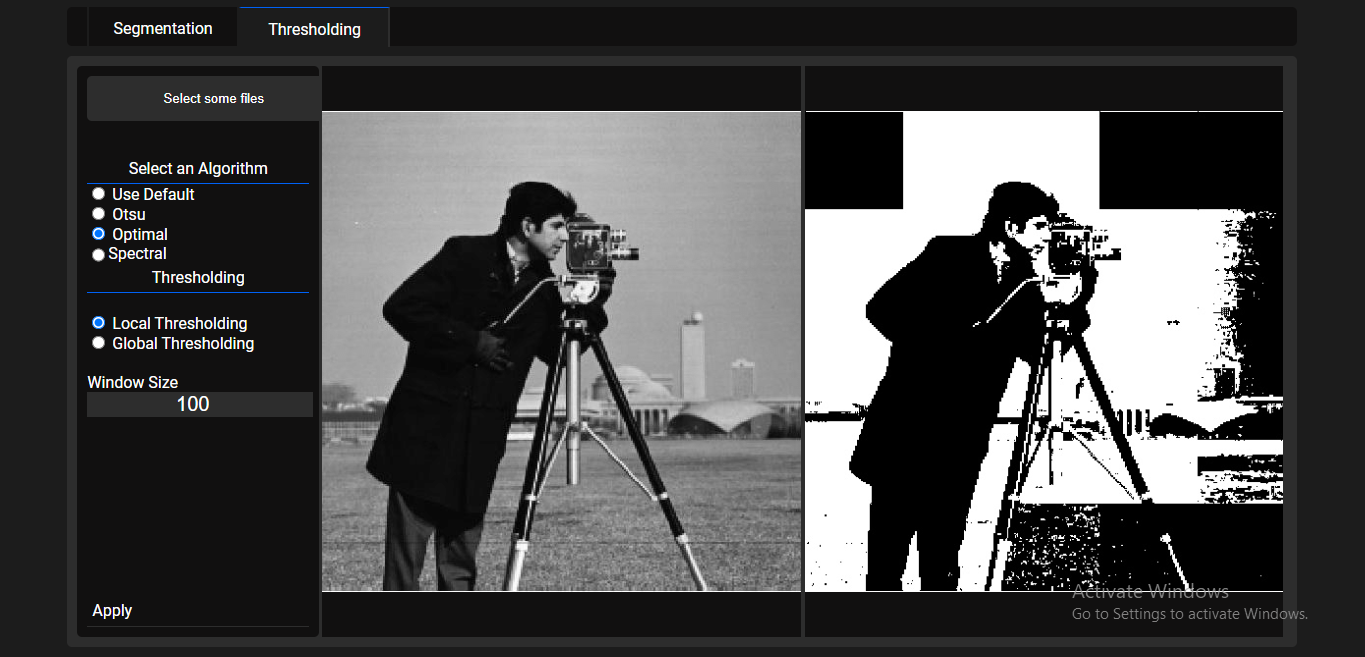 Segmentation
Thresholding
Select some files
Select an Algorithm
Use Default
Otsu
Optimal
Spectral
Thresholding
Local Thresholding
Global Thresholding
Window Size
100
Apply
Activate Windows
Go to Settings to activate Windows.